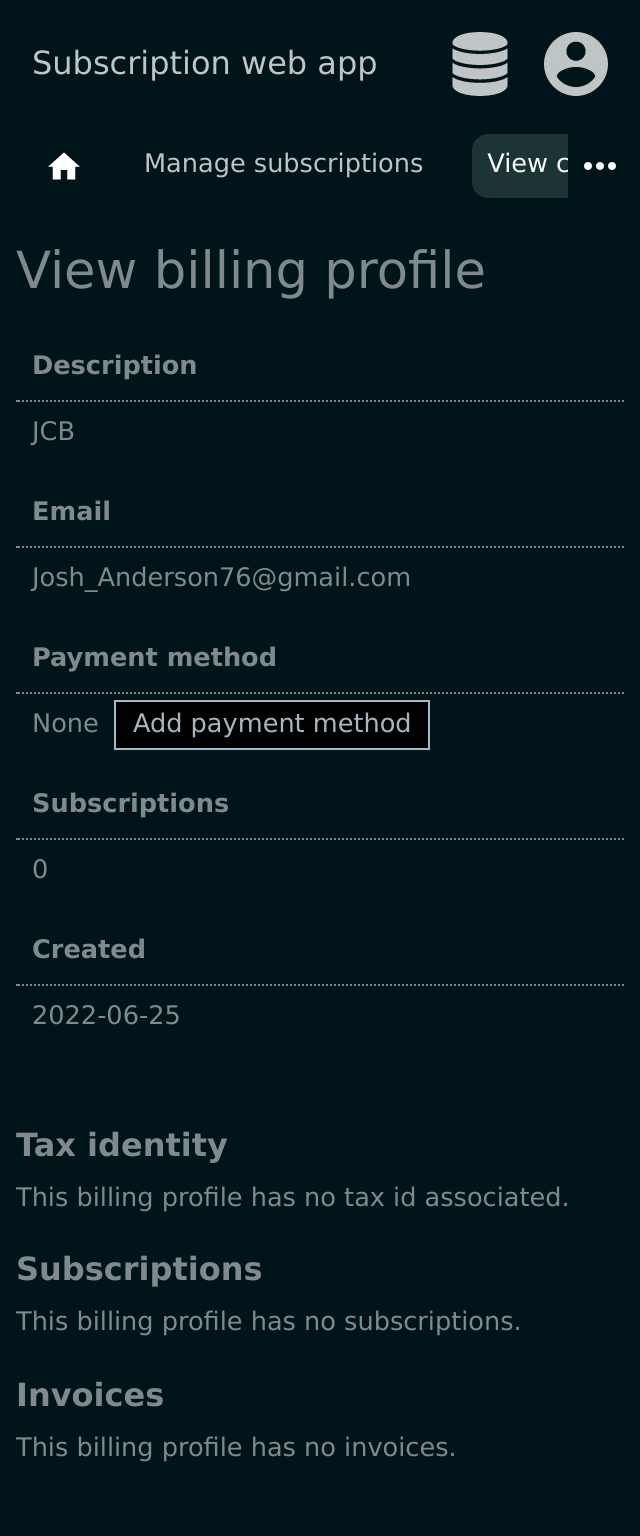 Subscription web app
Manage subscriptions
View c
View billing profile
Description
JCB
Email
Josh_Anderson76@gmail.com
Payment method
None Add payment method
Subscriptions
0
Created
2022-06-25
Tax identity
This billing profile has no tax id associated.
Subscriptions
This billing profile has no subscriptions.
Invoices
This billing profile has no invoices.